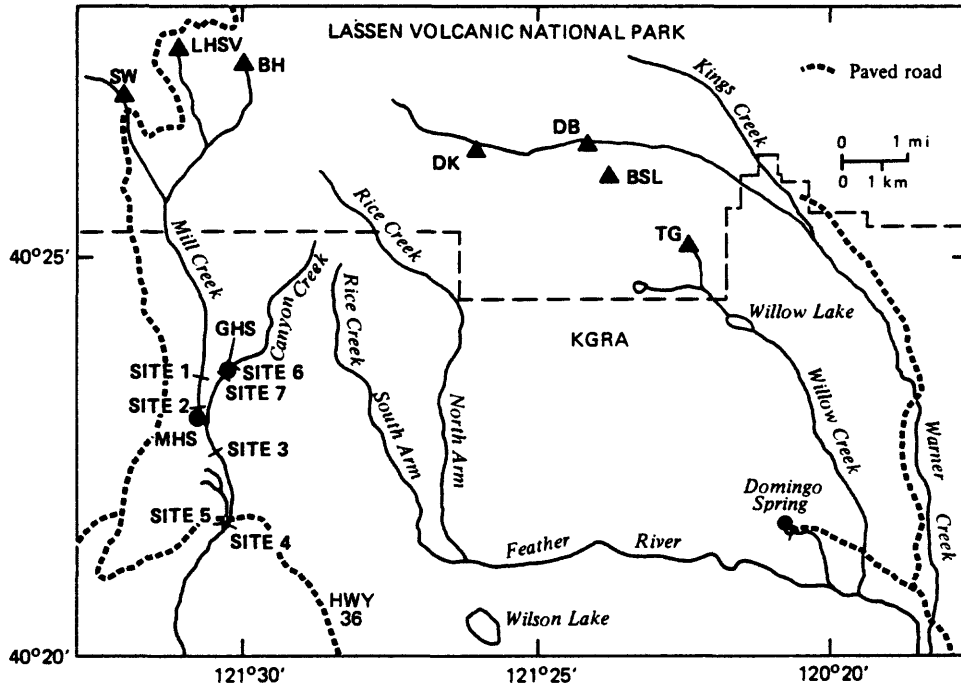 LASSEN VOLCANIC NATIONAL PARK
LHSV
BH
SW
Kings Creek
Paved road
0 1 mi
0 1 km
DK
DB
BSL
TG
40°25'
Mill Creek
Rice Creek
Canyon Creek
Rice Creek
GHS
SITE 1
SITE 6
SITE 7
SITE 2
MHS
SITE 3
SITE 5
SITE 4
South Arm
North Arm
KGRA
Willow Lake
Willow Creek
Warner Creek
Domingo
Spring
Feather River
HWY
36
Wilson Lake
40°20'
121°30'
121°25'
120°20'